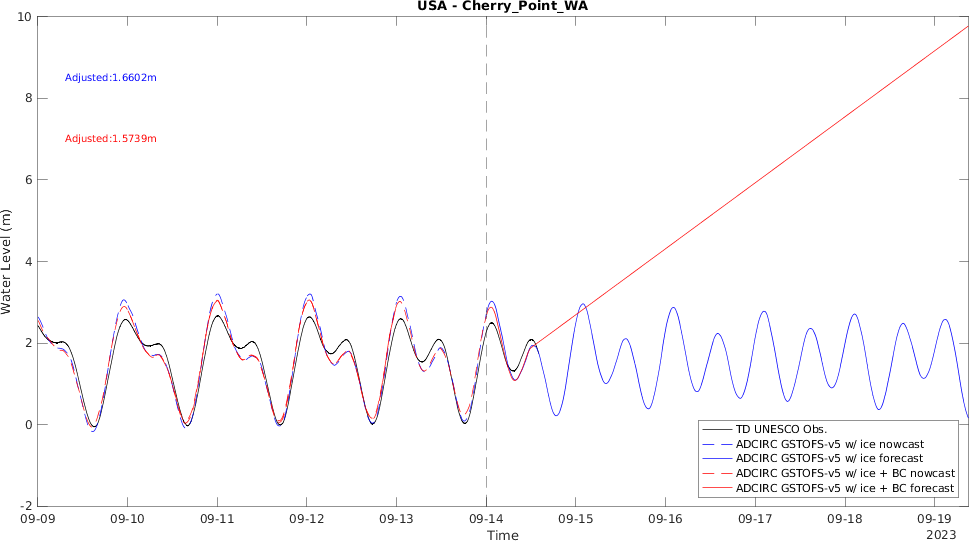 USA - Cherry_Point_WA
10
Adjusted:1.6602m
8
Adjusted:1.5739m
6
Water Level (m)
4
2
0
TD UNESCO Obs.
ADCIRC GSTOFS-v5 w/ ice nowcast
ADCIRC GSTOFS-v5 w/ ice forecast
ADCIRC GSTOFS-v5 w/ ice + BC nowcast
ADCIRC GSTOFS-v5 w/ ice + BC forecast
-2
09-09 09-10 09-11 09-12 09-13 09-14 09-15 09-16 09-17 09-18 09-19
Time
2023